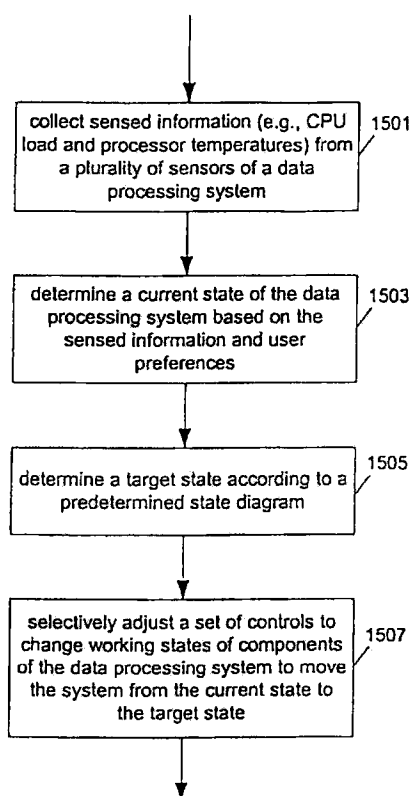 collect sensed information (e.g., CPU
load and processor temperatures) from
a plurality of sensors of a data
processing system
1501
determine a current state of the data
processing system based on the
sensed information and user
preferences
1503
determine a target state according to a
predetermined state diagram
1505
selectively adjust a set of controls to
change working states of components
of the data processing system to move
the system from the current state to
the target state
1507